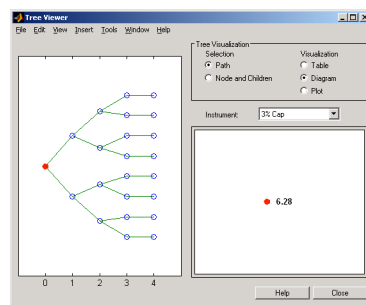 Tree Viewer
File Edit View Insert Tools Window Help
Tree Visualization
Selection
Visualization
Path
Table
Node and Children
Diagram
Plot
Instrument:
3% Cap
6.28
0 1 2 3 4
Help
Close